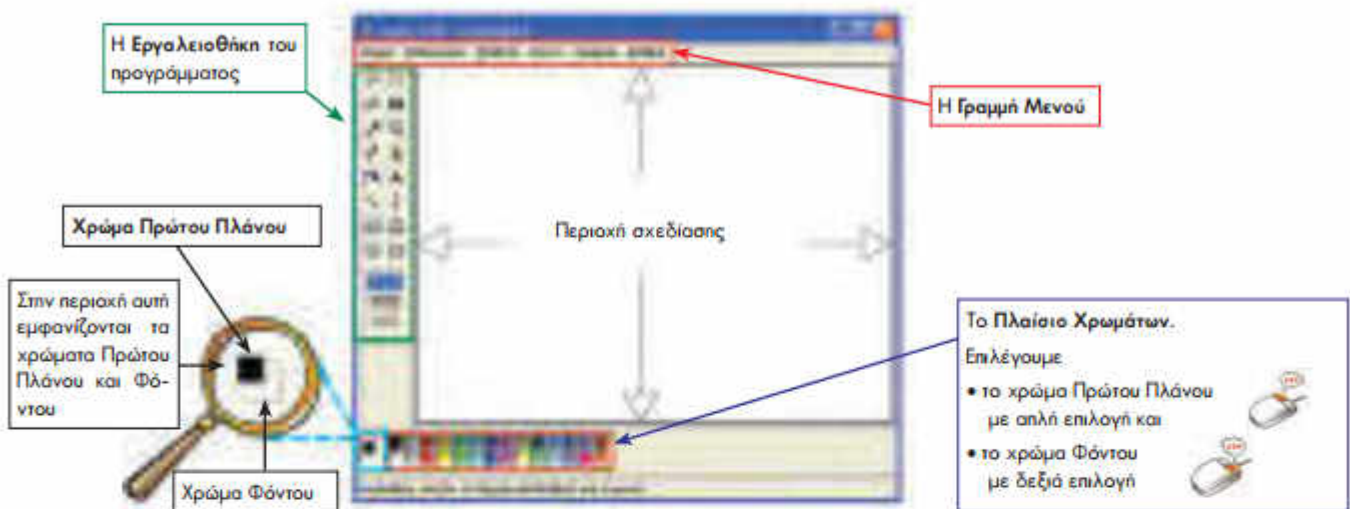 Η Εργαλειοθήκη του
προγράμματος
Η Γραμμή Μενού
Χρώμα Πρώτου Πλάνου
Περιοχή σχεδίασης
Στην περιοχή αυτή
εμφανίζονται τα
χρώματα Πρώτου
Πλάνου και Φό-
ντου
Χρώμα Φόντου
Το Πλαίσιο Χρωμάτων.
Επιλέγουμε
• το χρώμα Πρώτου Πλάνου
με απλή επιλογή και
• το χρώμα Φόντου
με δεξιά επιλογή